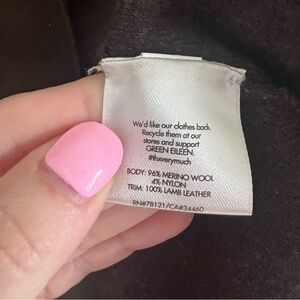 We'd like our clothes back.
Recycle them at our
stores and support
GREEN EILEEN.
#thxverymuch
BODY: 96% MERINO WOOL
4% NYLON
TRIM: 100% LAMB LEATHER
RN#78121/CA#34460